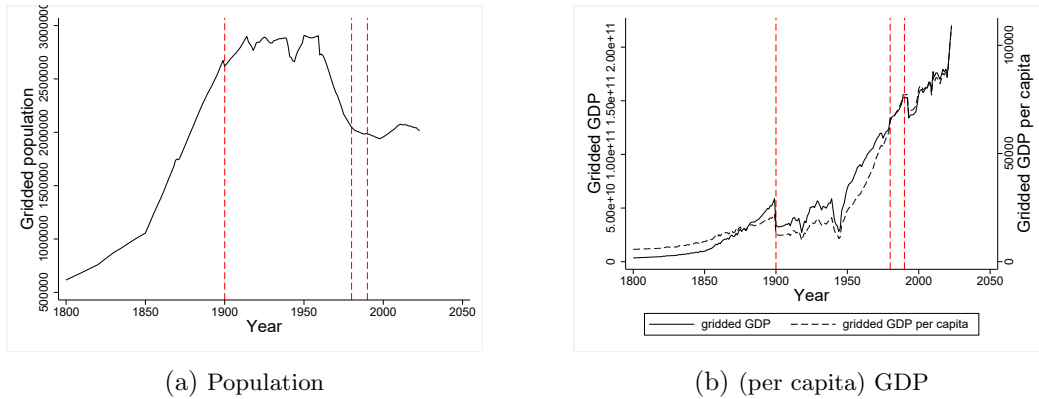 Gridded population
500000 1000000 1500000 2000000 2500000 3000000
1800 1850 1900 1950 2000 2050
Year
(a) Population
Gridded GDP
0 5.00e+10 1.00e+11 1.50e+11 2.00e+11
Gridded GDP per capita
0 50000 100000
1800 1850 1900 1950 2000 2050
Year
gridded GDP gridded GDP per capita
(b) (per capita) GDP